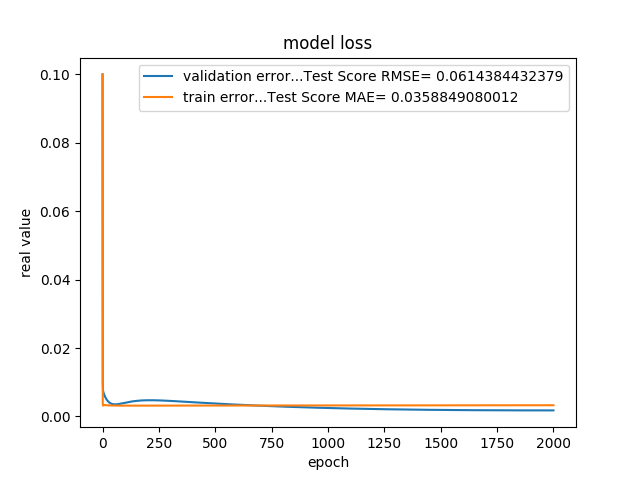 model loss
validation error...Test Score RMSE= 0.0614384432379
train error...Test Score MAE= 0.0358849080012
real value
0.10
0.08
0.06
0.04
0.02
0.00
0 250 500 750 1000 1250 1500 1750 2000
epoch